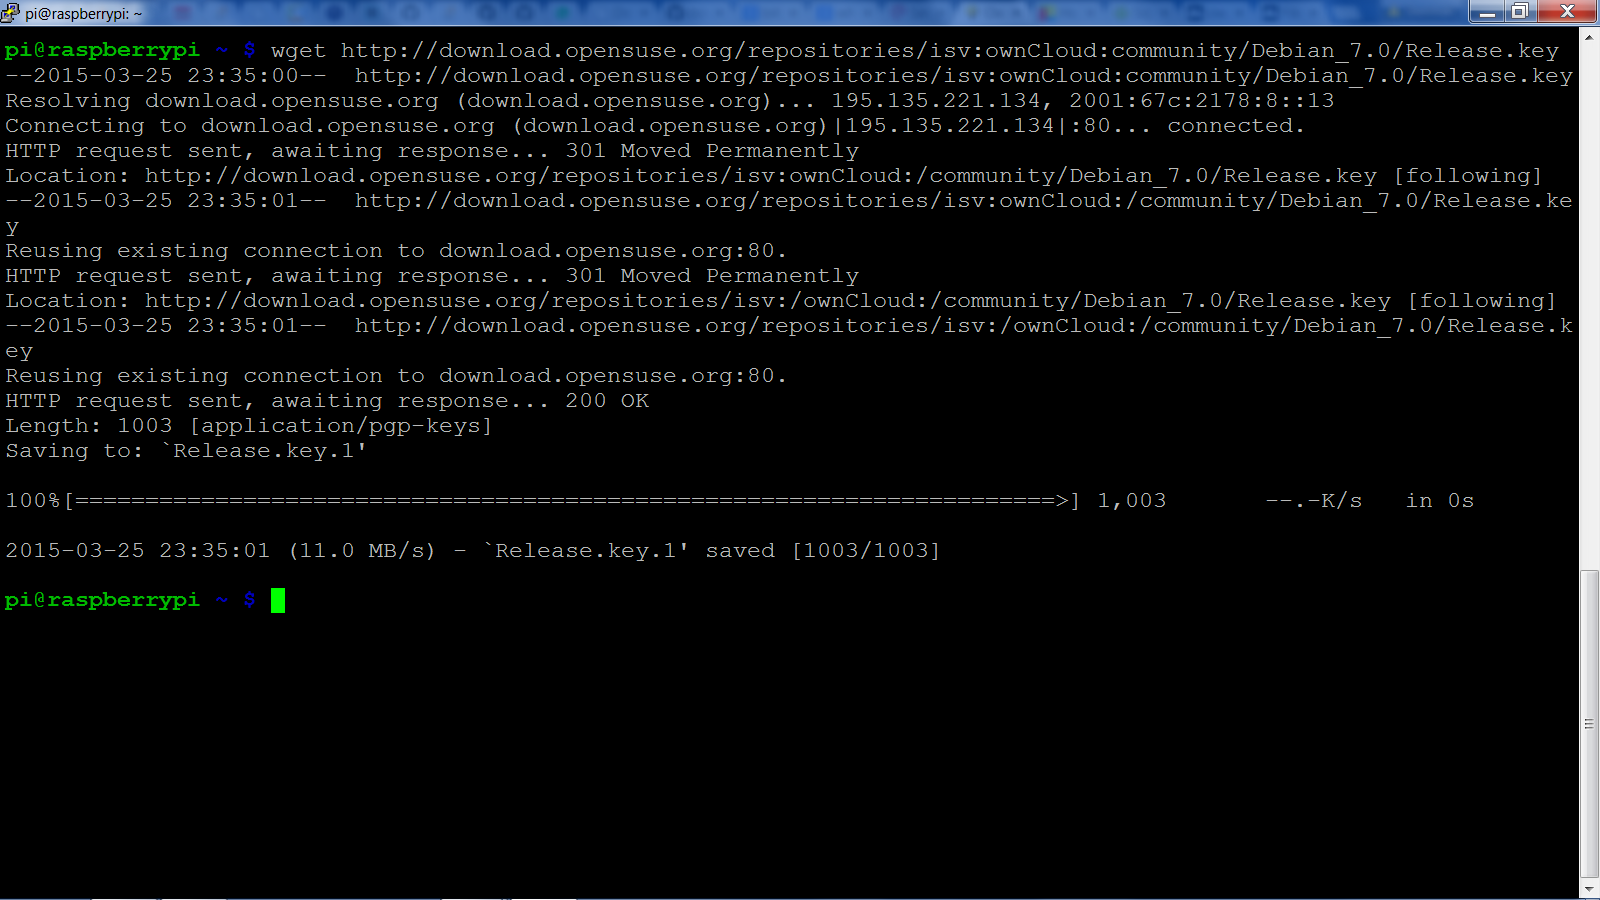 pi@raspberrypi: ~
pi@raspberrypi ~ $ wget http://download.opensuse.org/repositories/isv:ownCloud:community/Debian_7.0/Release.key
--2015-03-25 23:35:00--  http://download.opensuse.org/repositories/isv:ownCloud:community/Debian_7.0/Release.key
Resolving download.opensuse.org (download.opensuse.org)... 195.135.221.134, 2001:67c:2178:8::13
Connecting to download.opensuse.org (download.opensuse.org)|195.135.221.134|:80... connected.
HTTP request sent, awaiting response... 301 Moved Permanently
Location: http://download.opensuse.org/repositories/isv:ownCloud:/community/Debian_7.0/Release.key [following]
--2015-03-25 23:35:01--  http://download.opensuse.org/repositories/isv:ownCloud:/community/Debian_7.0/Release.ke
y
Reusing existing connection to download.opensuse.org:80.
HTTP request sent, awaiting response... 301 Moved Permanently
Location: http://download.opensuse.org/repositories/isv:/ownCloud:/community/Debian_7.0/Release.key [following]
--2015-03-25 23:35:01--  http://download.opensuse.org/repositories/isv:/ownCloud:/community/Debian_7.0/Release.k
ey
Reusing existing connection to download.opensuse.org:80.
HTTP request sent, awaiting response... 200 OK
Length: 1003 [application/pgp-keys]
Saving to: `Release.key.1'
100%[======================================================================>] 1,003       --.-K/s   in 0s
2015-03-25 23:35:01 (11.0 MB/s) - `Release.key.1' saved [1003/1003]
pi@raspberrypi ~ $